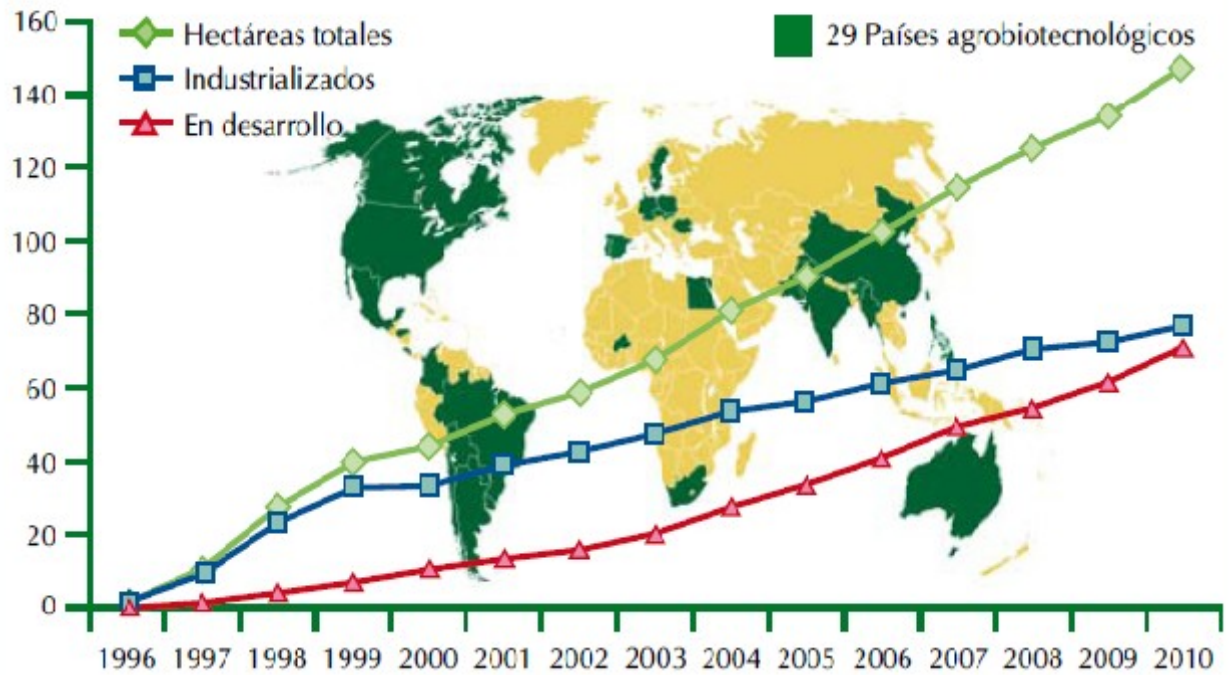 160
Hectáreas totales
29 Países agrobiotecnológicos
Industrializados
140
En desarrollo
120
100
80
60
40
20
0
1996 1997 1998 1999 2000 2001 2002 2003 2004 2005 2006 2007 2008 2009 2010